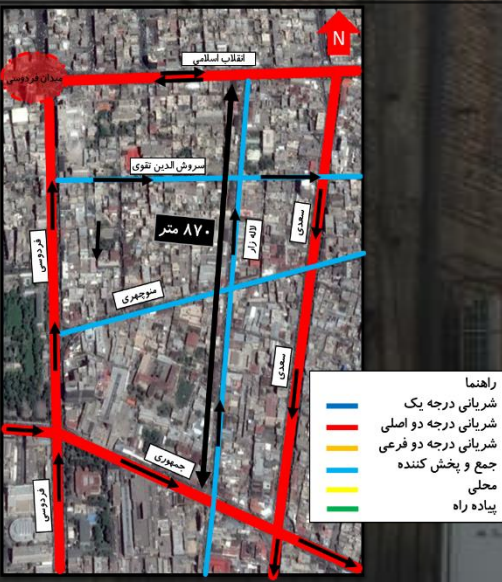 N
انقلاب اسلامی
میدان فردوسی
سروش الدین تقوی
فردوسی
۸۷۰ متر
لاله زار
سعدی
منوچهری
سعدی
جمهوری
فردوسی
راهنما
شریانی درجه یک
شریانی درجه دو اصلی
شریانی درجه دو فرعی
جمع و پخش کننده
محلی
پیاده راه